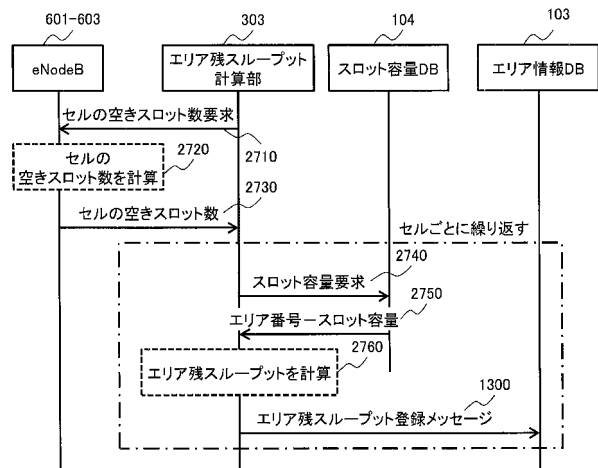 601-603
303
104
103
eNodeB
エリア残スループット
計算部
スロット容量DB
エリア情報DB
セルの空きスロット数要求
2710
セルの
空きスロット数を計算
2720
2730
セルの空きスロット数
セルごとに繰り返す
2740
スロット容量要求
2750
エリア番号－スロット容量
2760
エリア残スループットを計算
1300
エリア残スループット登録メッセージ